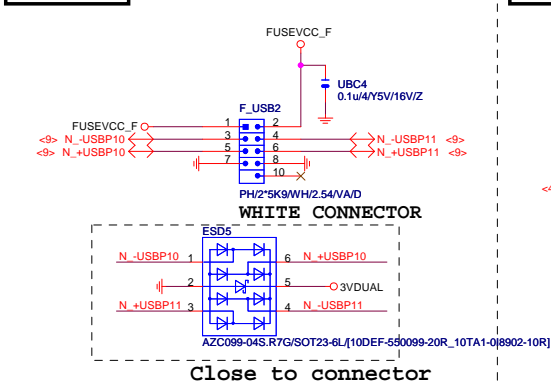 FUSEVCC_F
UBC4
0.1u/4/Y5V/16V/Z
F_USB2
FUSEVCC_F 1 2
<9> N_-USBP10 3 4 N_-USBP11 <9>
<9> N_+USBP10 5 6 N_+USBP11 <9>
7 8
10
PH/2*5K9/WH/2.54/VA/D
WHITE CONNECTOR
ESD5
N_-USBP10 1 6 N_+USBP10
2 5 3VDUAL
N_+USBP11 3 4 N_-USBP11
AZC099-04S.R7G/SOT23-6L/[10DEF-550099-20R_10TA1-08902-10R]
Close to connector